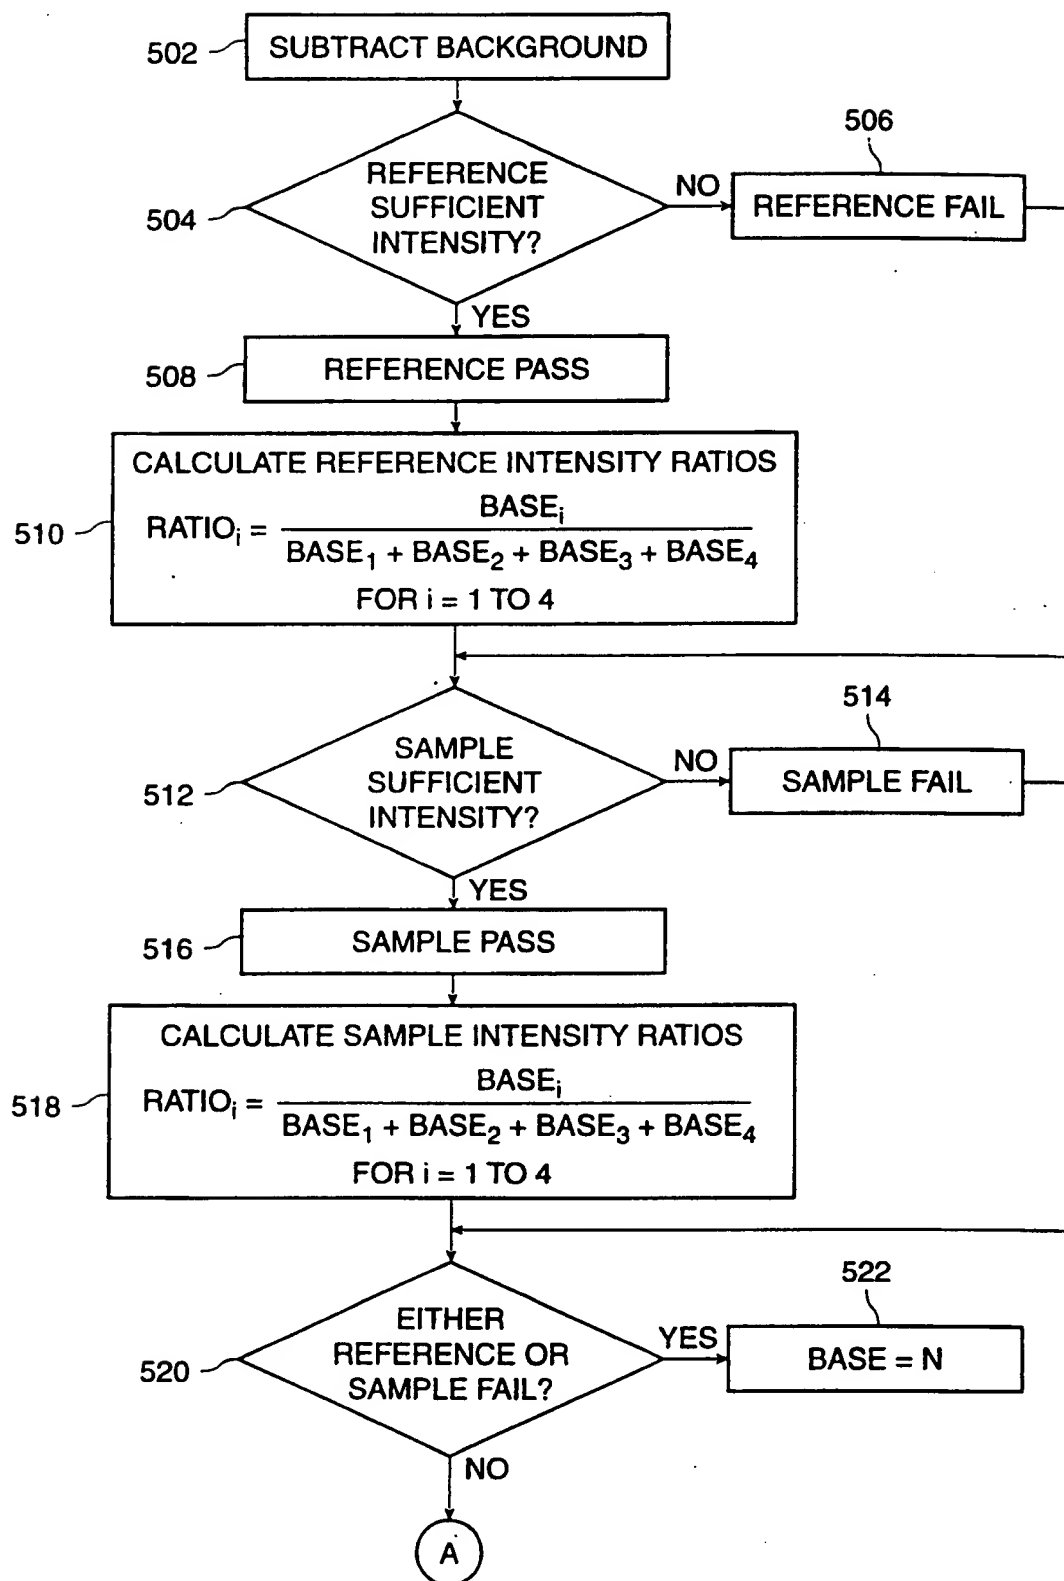 502
SUBTRACT BACKGROUND
506
504
REFERENCE
SUFFICIENT
INTENSITY?
NO
REFERENCE FAIL
YES
508
REFERENCE PASS
510
CALCULATE REFERENCE INTENSITY RATIOS
RATIOi = BASEi / BASE1 + BASE2 + BASE3 + BASE4
FOR i = 1 TO 4
514
512
SAMPLE
SUFFICIENT
INTENSITY?
NO
SAMPLE FAIL
YES
516
SAMPLE PASS
518
CALCULATE SAMPLE INTENSITY RATIOS
RATIOi = BASEi / BASE1 + BASE2 + BASE3 + BASE4
FOR i = 1 TO 4
522
520
EITHER
REFERENCE OR
SAMPLE FAIL?
YES
BASE = N
NO
A